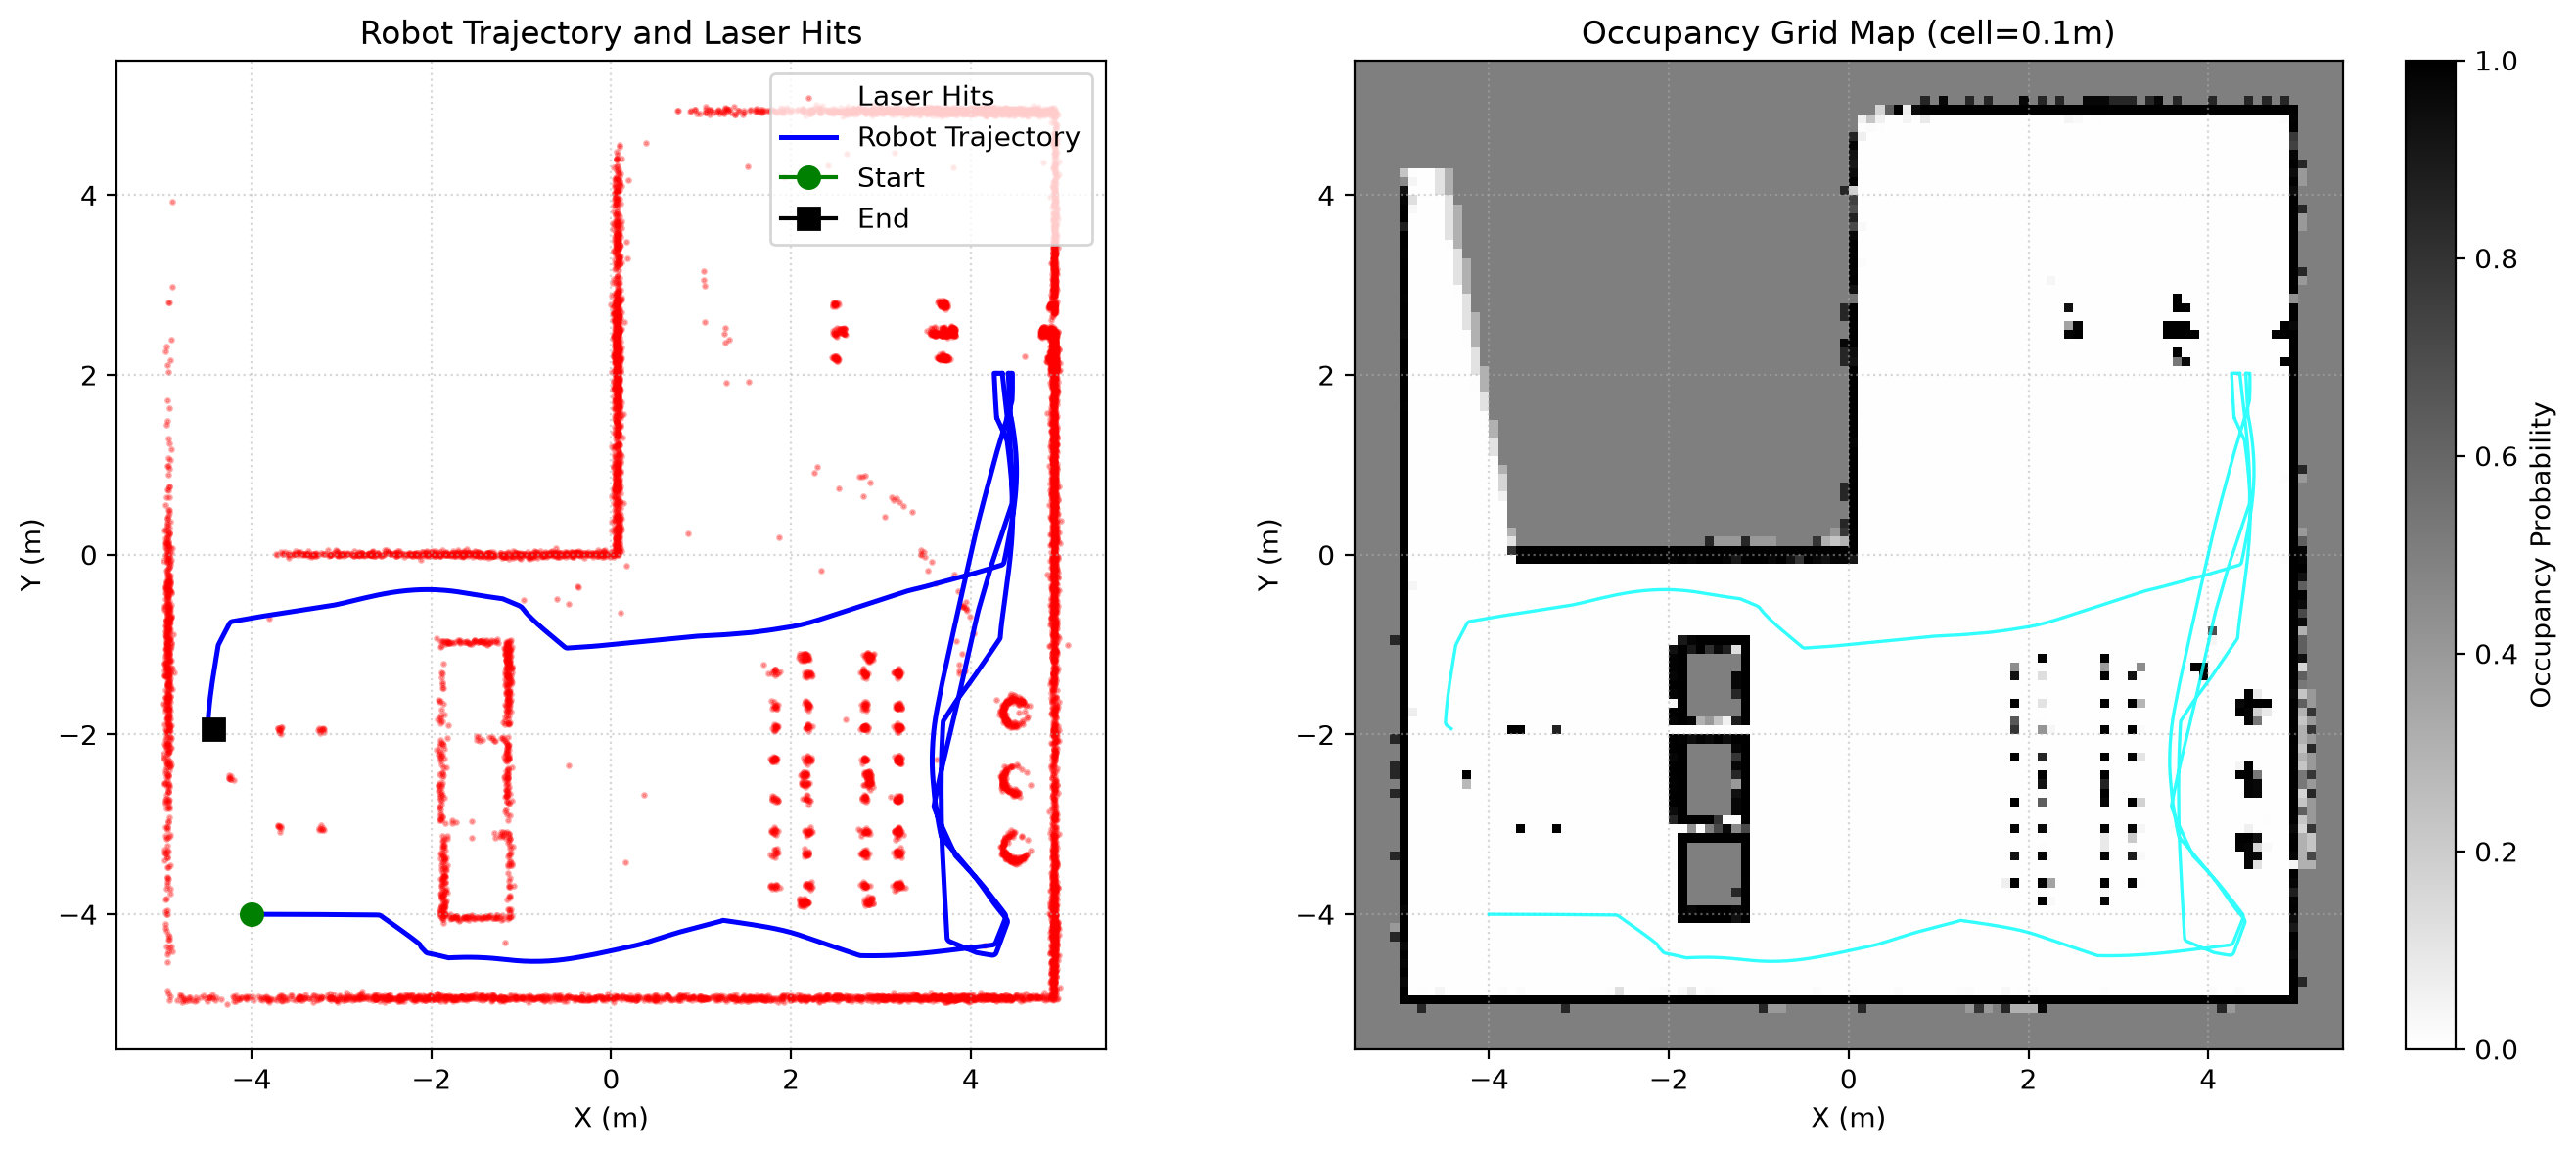 Robot Trajectory and Laser Hits
Laser Hits
Robot Trajectory
Start
End
4
2
0
−2
−4
Y (m)
−4
−2
0
2
4
X (m)
Occupancy Grid Map (cell=0.1m)
4
2
0
−2
−4
Y (m)
−4
−2
0
2
4
X (m)
1.0
0.8
0.6
0.4
0.2
0.0
Occupancy Probability